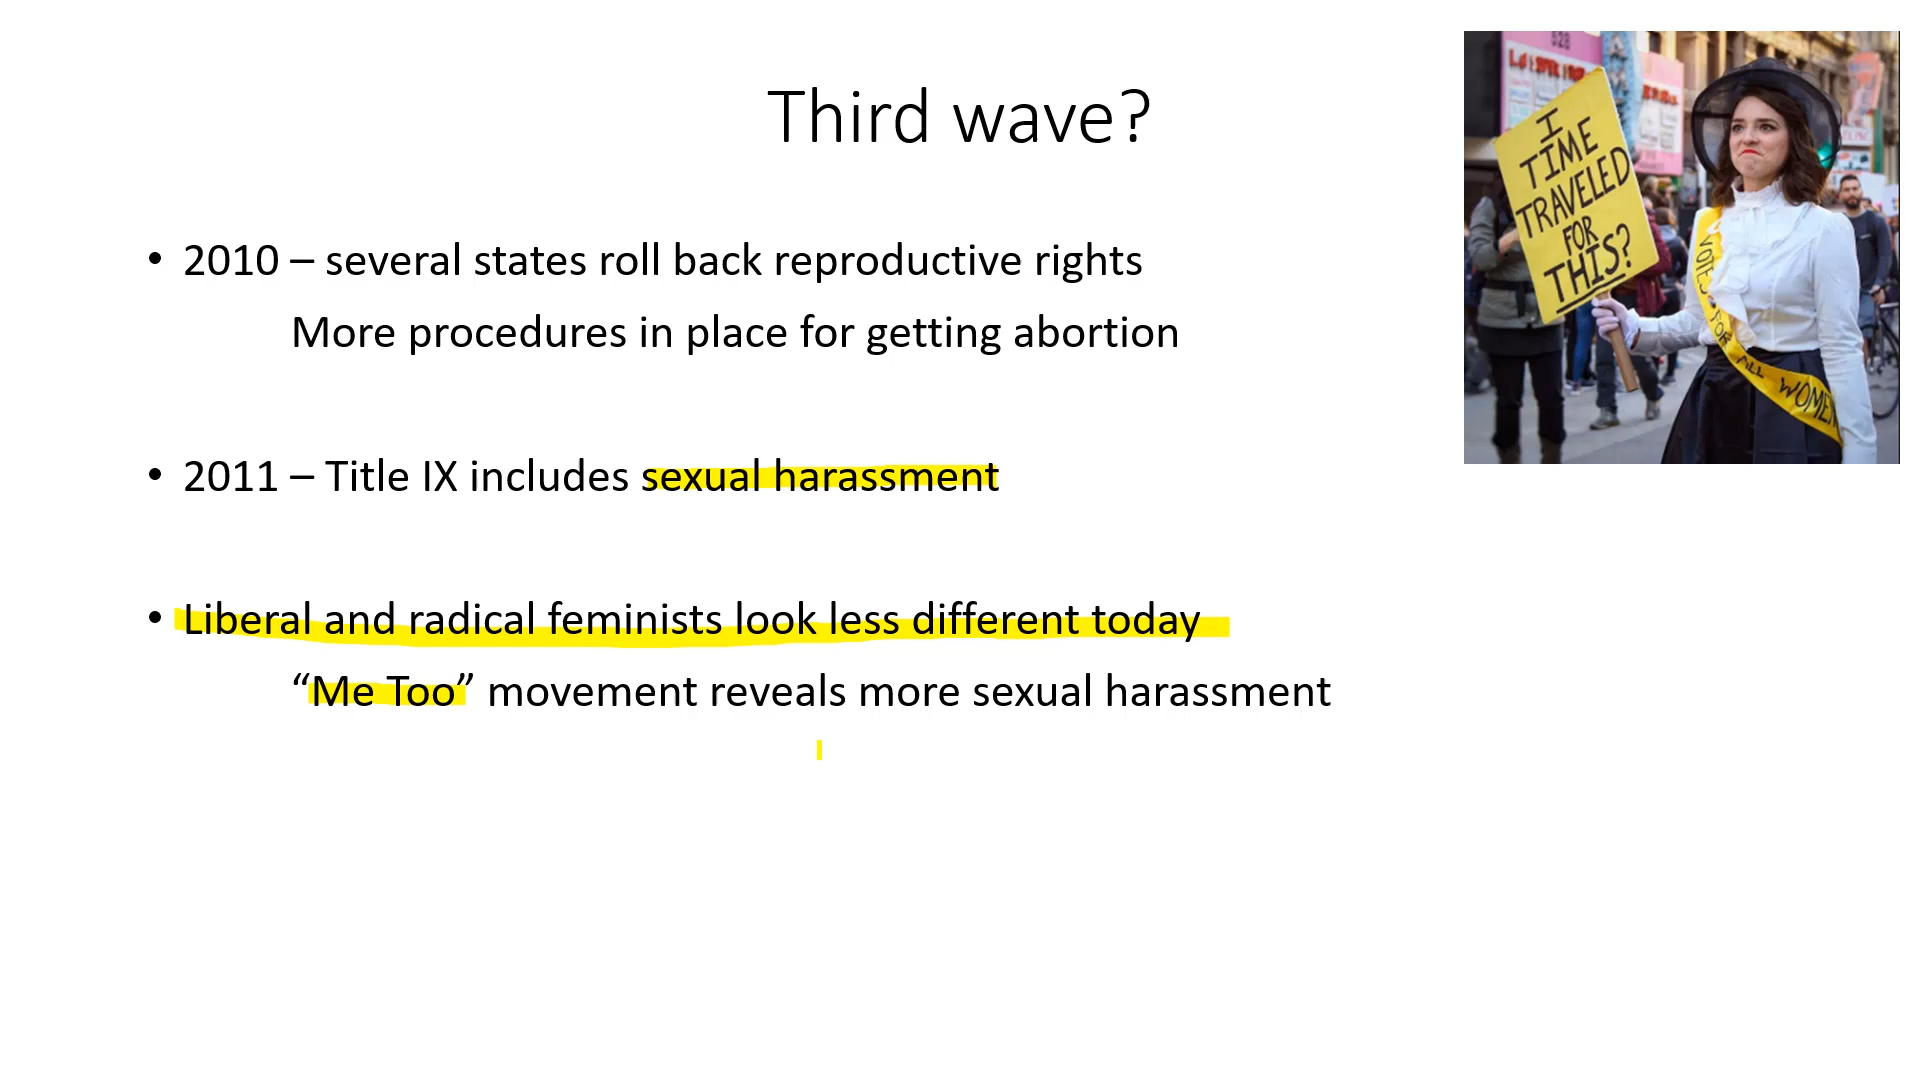 Third wave?
• 2010 – several states roll back reproductive rights
More procedures in place for getting abortion
• 2011 – Title IX includes sexual harassment
• Liberal and radical feminists look less different today
“Me Too” movement reveals more sexual harassment
I
TIME
TRAVELED
FOR
THIS?
VOTES FOR ALL WOMEN